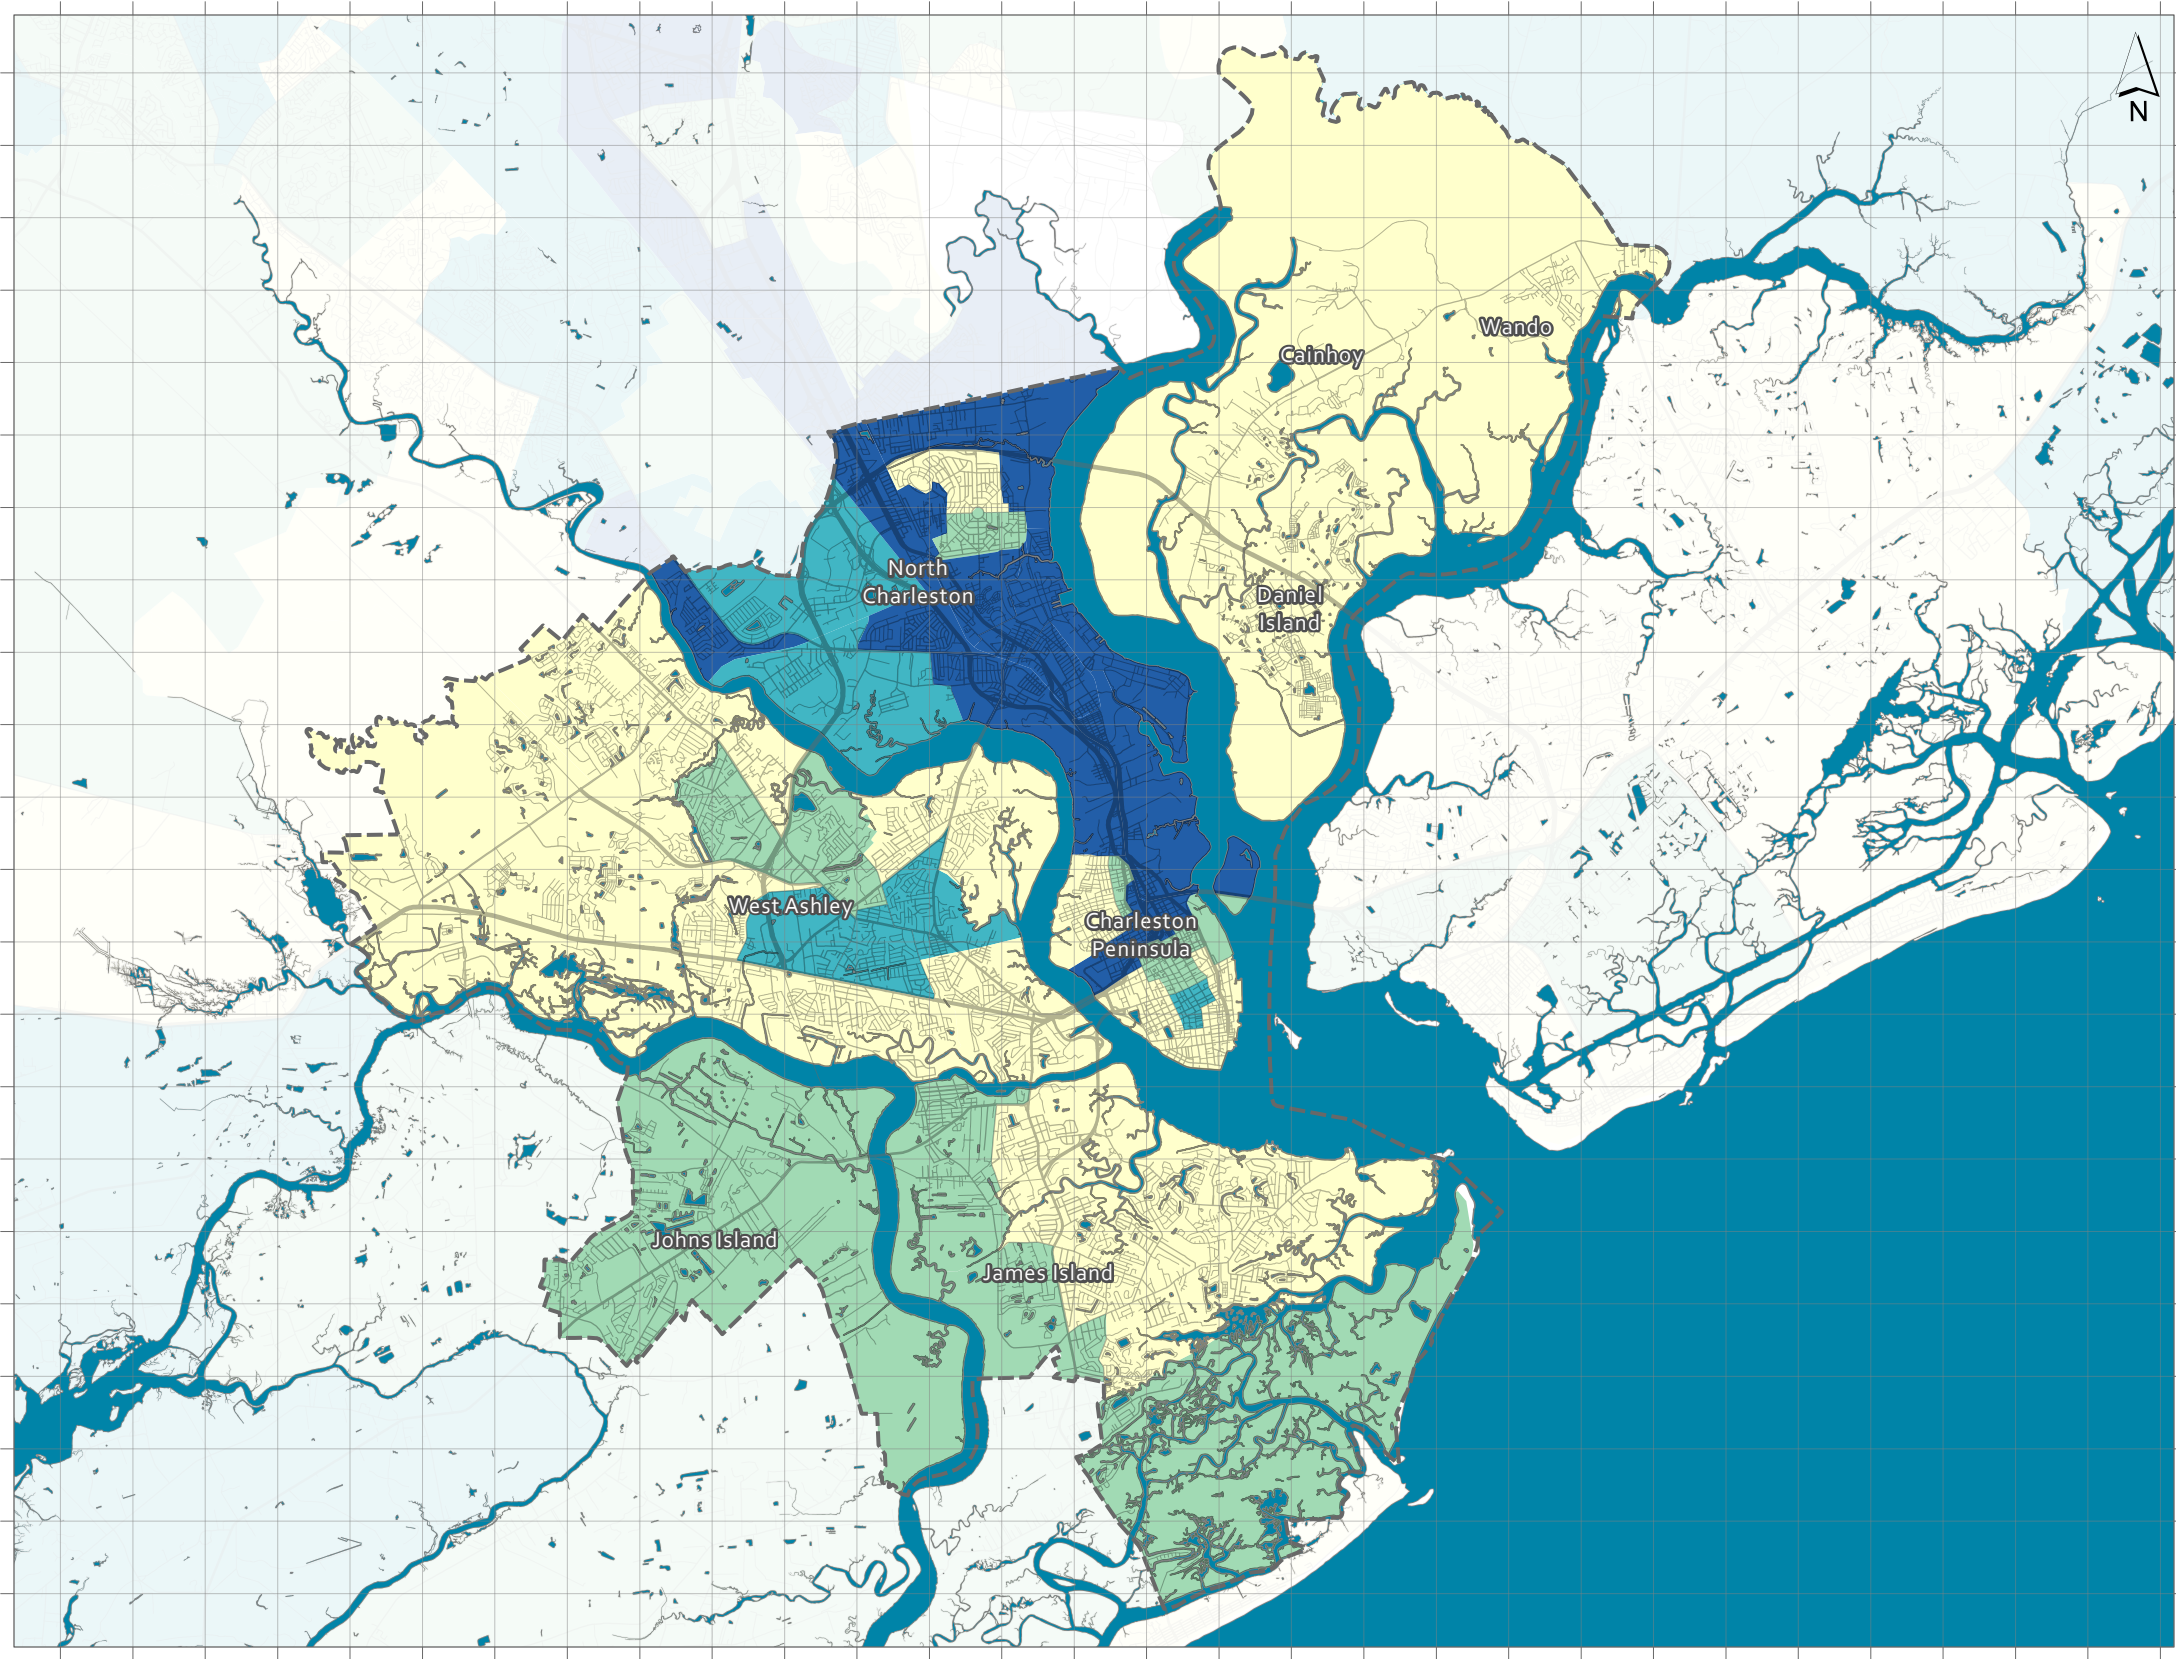 N
Wando
Cainhoy
North
Charleston
Daniel
Island
West Ashley
Charleston
Peninsula
Johns Island
James Island